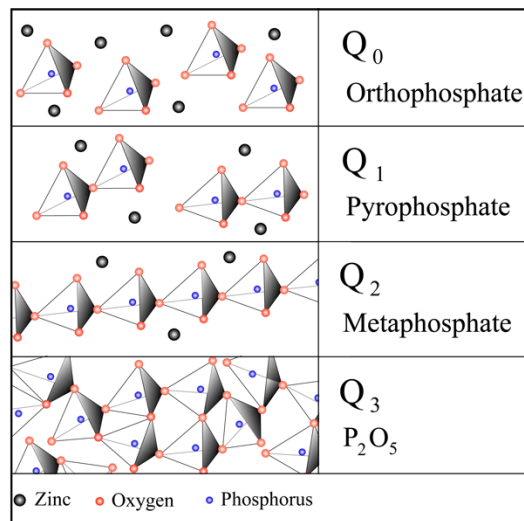 Q₀
Orthophosphate
Q₁
Pyrophosphate
Q₂
Metaphosphate
Q₃
P₂O₅
Zinc Oxygen Phosphorus